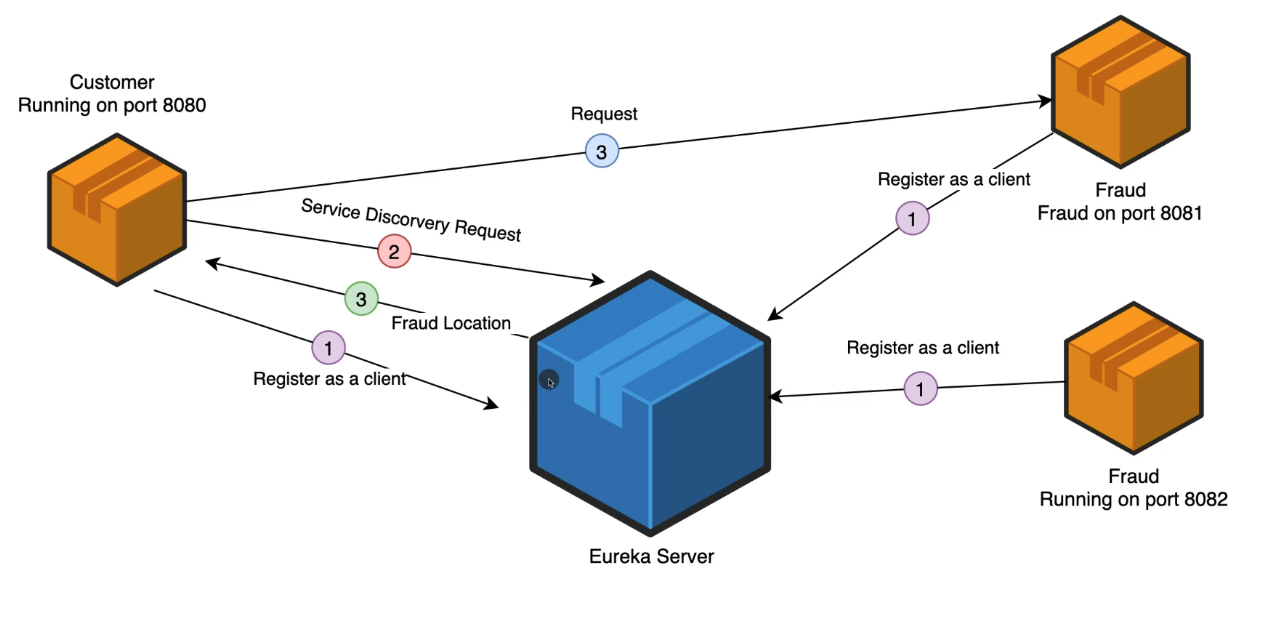 Customer
Running on port 8080
Request
3
Register as a client
1
Fraud
Fraud on port 8081
Service Discorvery Request
2
3
Fraud Location
1
Register as a client
Register as a client
1
Fraud
Running on port 8082
Eureka Server